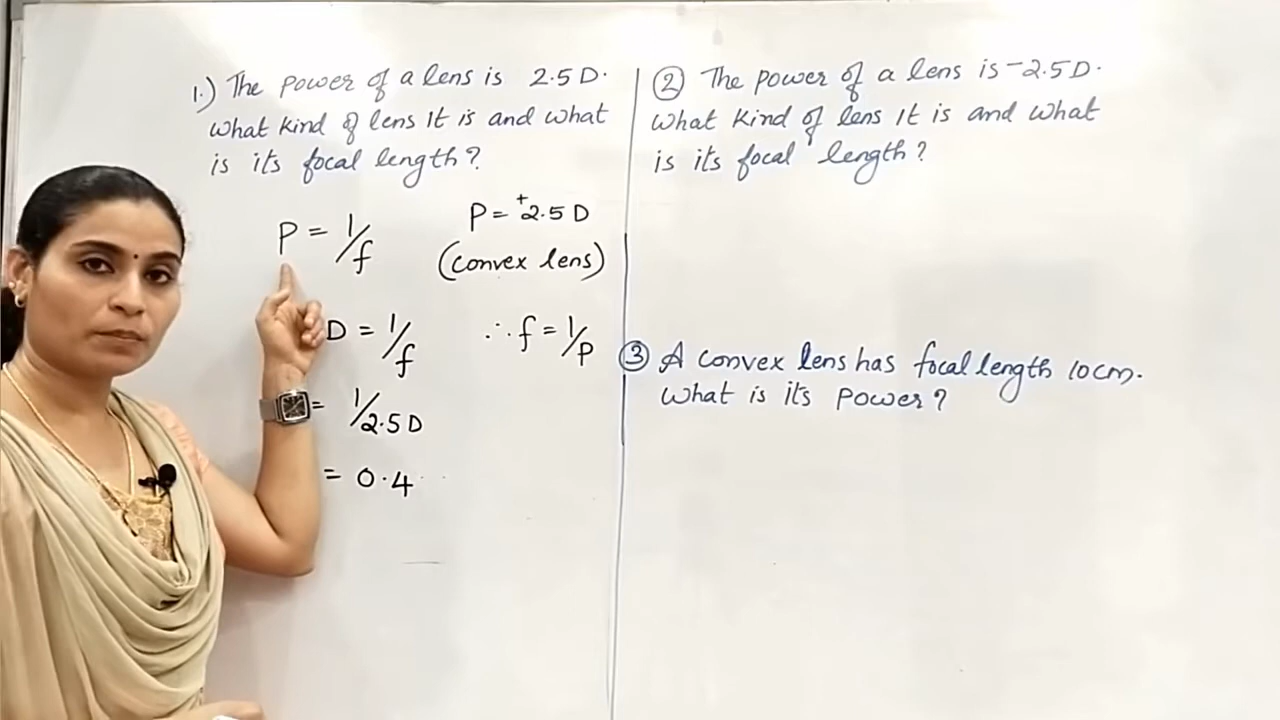 1.) The power of a lens is 2.5 D.
What kind of lens It is and what
is its focal length?
P = 1/f
P = +2.5 D
(convex lens)
D = 1/f
∴ f = 1/P
= 1/2.5 D
= 0.4
② The power of a lens is -2.5 D.
What kind of lens It is and what
is its focal length?
③ A convex lens has focal length 10 cm.
What is its power?